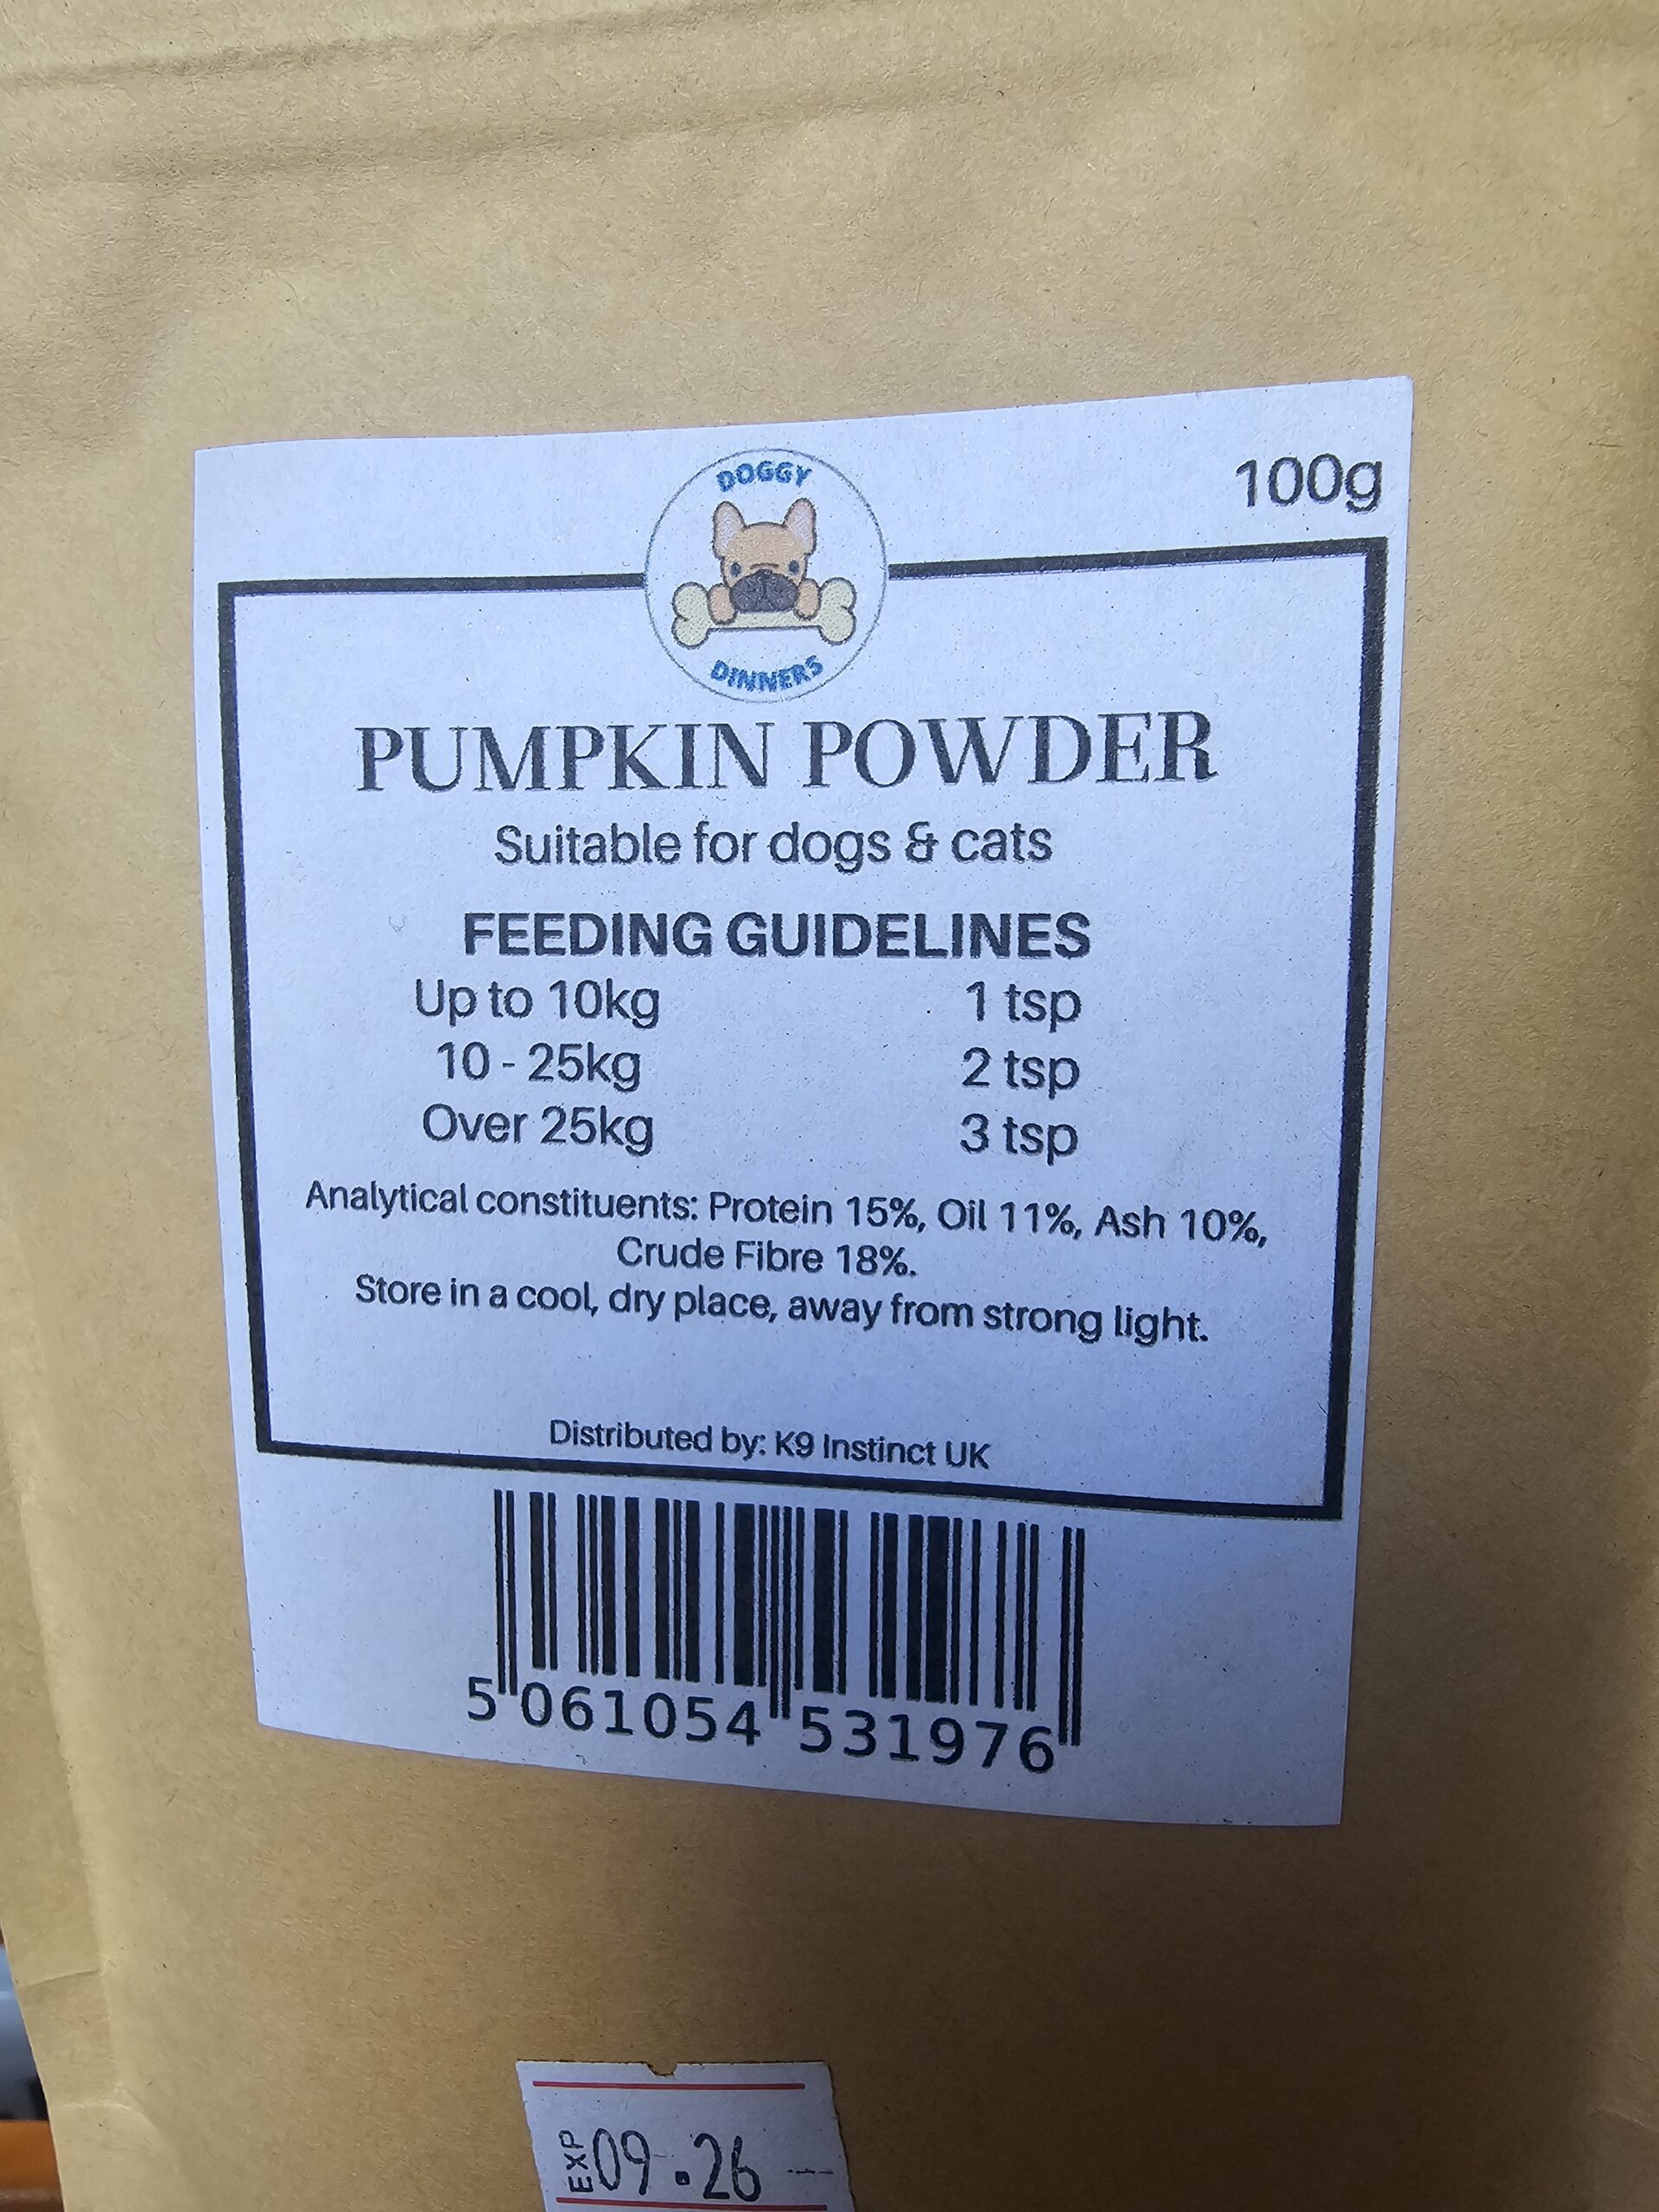 100g
DOGGY
DINNERS
PUMPKIN POWDER
Suitable for dogs & cats
FEEDING GUIDELINES
Up to 10kg 1 tsp
10 - 25kg 2 tsp
Over 25kg 3 tsp
Analytical constituents: Protein 15%, Oil 11%, Ash 10%,
Crude Fibre 18%.
Store in a cool, dry place, away from strong light.
Distributed by: K9 Instinct UK
5 061054 531976
EXP 09.26